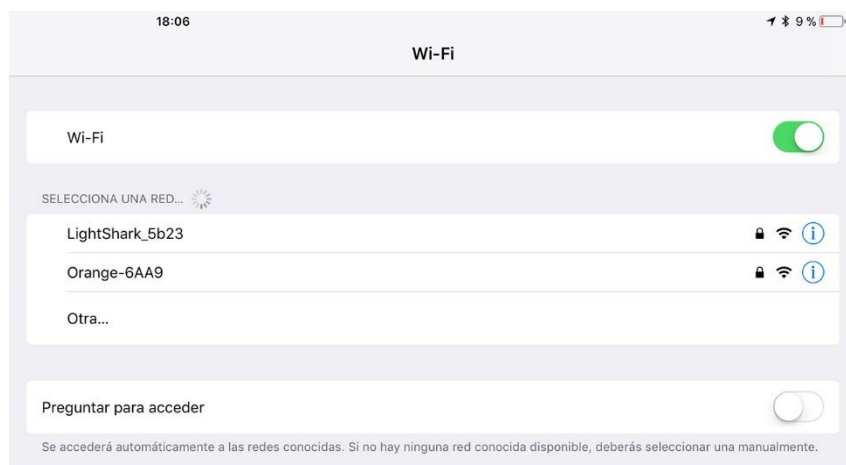 18:06 9 %
Wi-Fi
Wi-Fi
SELECCIONA UNA RED...
LightShark_5b23
Orange-6AA9
Otra...
Preguntar para acceder
Se accederá automáticamente a las redes conocidas. Si no hay ninguna red conocida disponible, deberás seleccionar una manualmente.